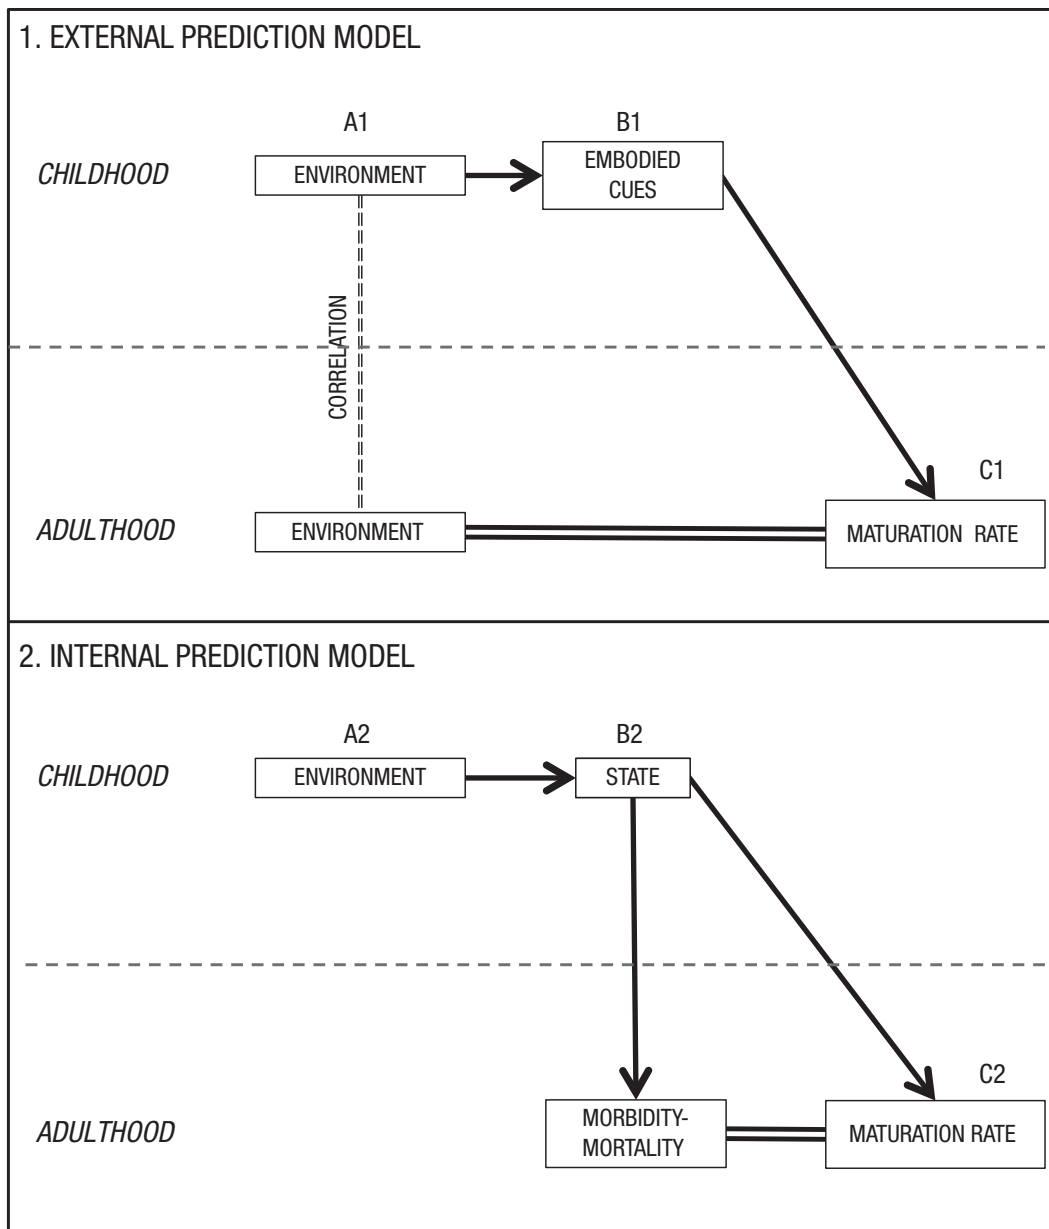 1. EXTERNAL PREDICTION MODEL
A1
B1
CHILDHOOD
ENVIRONMENT
EMBODIED
CUES
CORRELATION
C1
ADULTHOOD
ENVIRONMENT
MATURATION RATE
2. INTERNAL PREDICTION MODEL
A2
B2
CHILDHOOD
ENVIRONMENT
STATE
C2
ADULTHOOD
MORBIDITY-
MORTALITY
MATURATION RATE